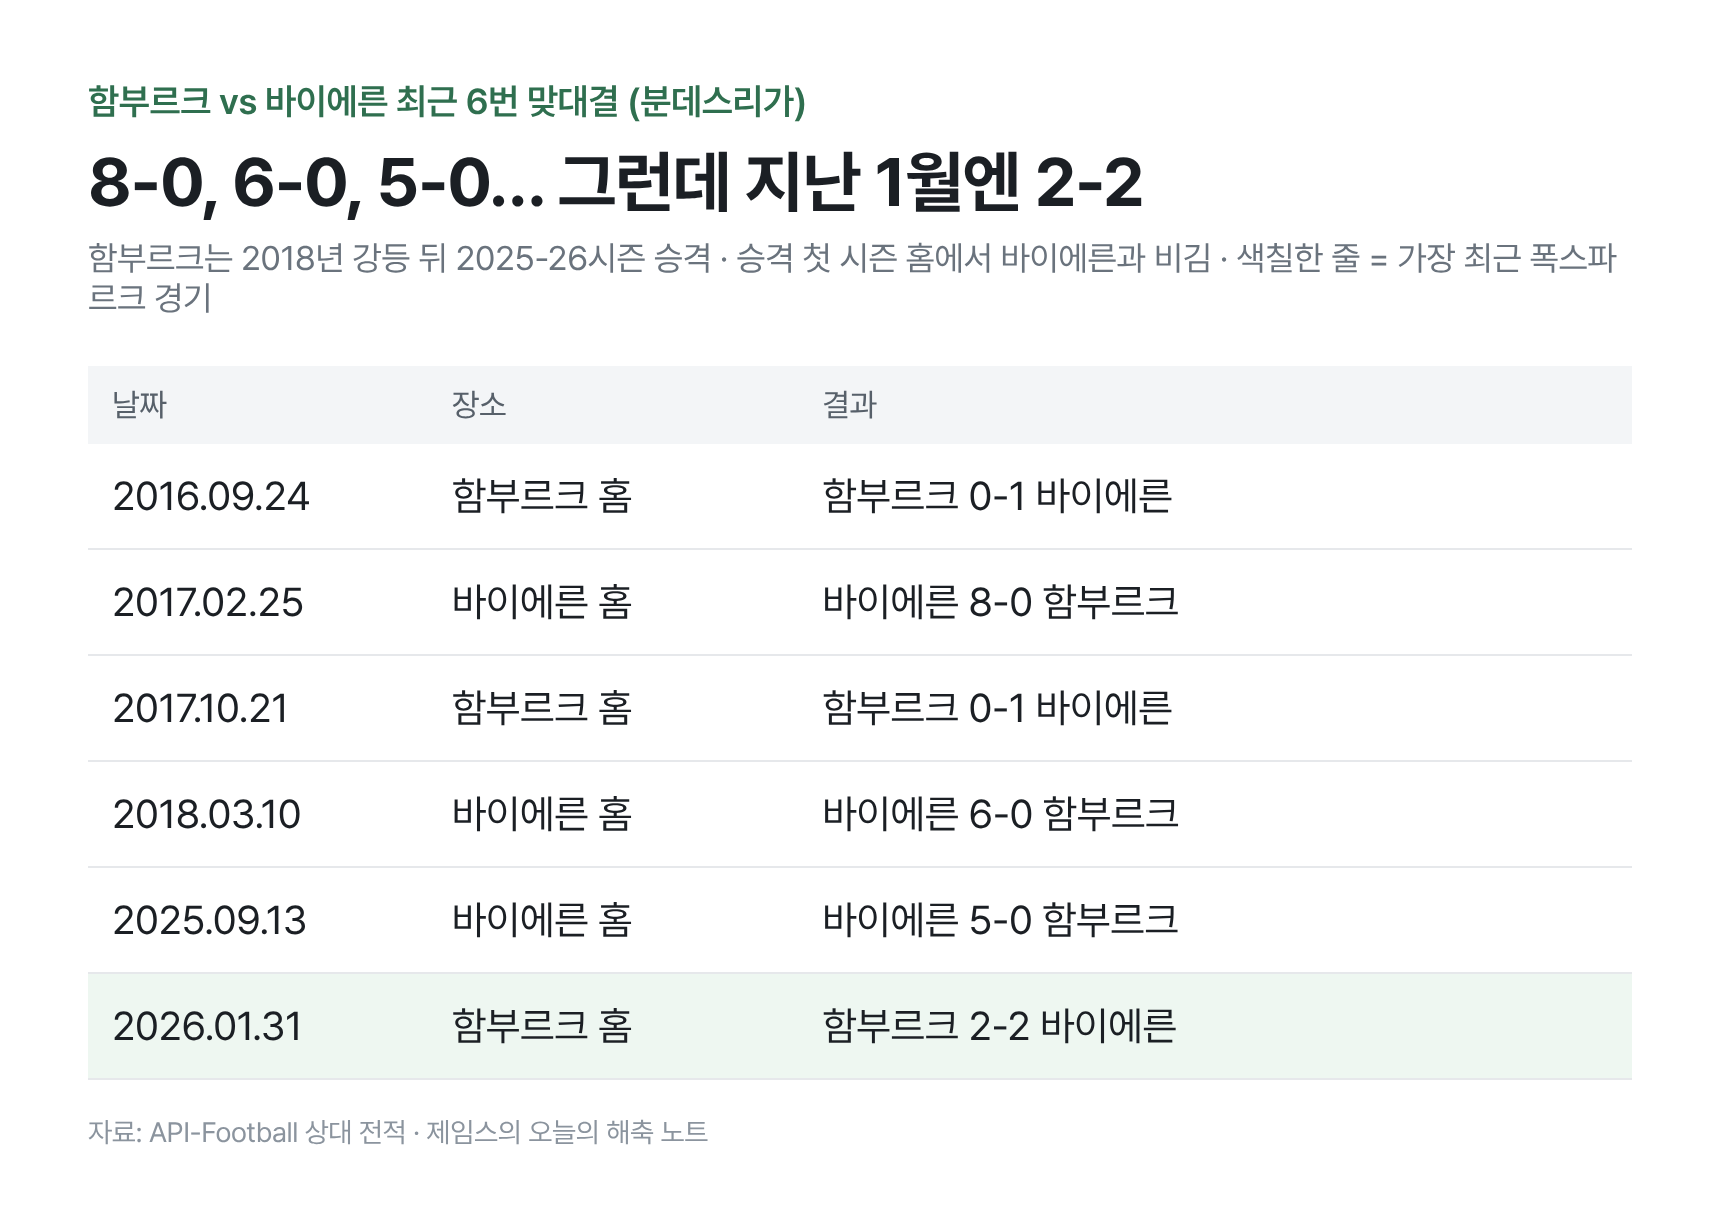 함부르크 vs 바이에른 최근 6번 맞대결 (분데스리가)
8-0, 6-0, 5-0... 그런데 지난 1월엔 2-2
함부르크는 2018년 강등 뒤 2025-26시즌 승격 · 승격 첫 시즌 홈에서 바이에른과 비김 · 색칠한 줄 = 가장 최근 폭스파
르크 경기
날짜 장소 결과
2016.09.24 함부르크 홈 함부르크 0-1 바이에른
2017.02.25 바이에른 홈 바이에른 8-0 함부르크
2017.10.21 함부르크 홈 함부르크 0-1 바이에른
2018.03.10 바이에른 홈 바이에른 6-0 함부르크
2025.09.13 바이에른 홈 바이에른 5-0 함부르크
2026.01.31 함부르크 홈 함부르크 2-2 바이에른
자료: API-Football 상대 전적 · 제임스의 오늘의 해축 노트